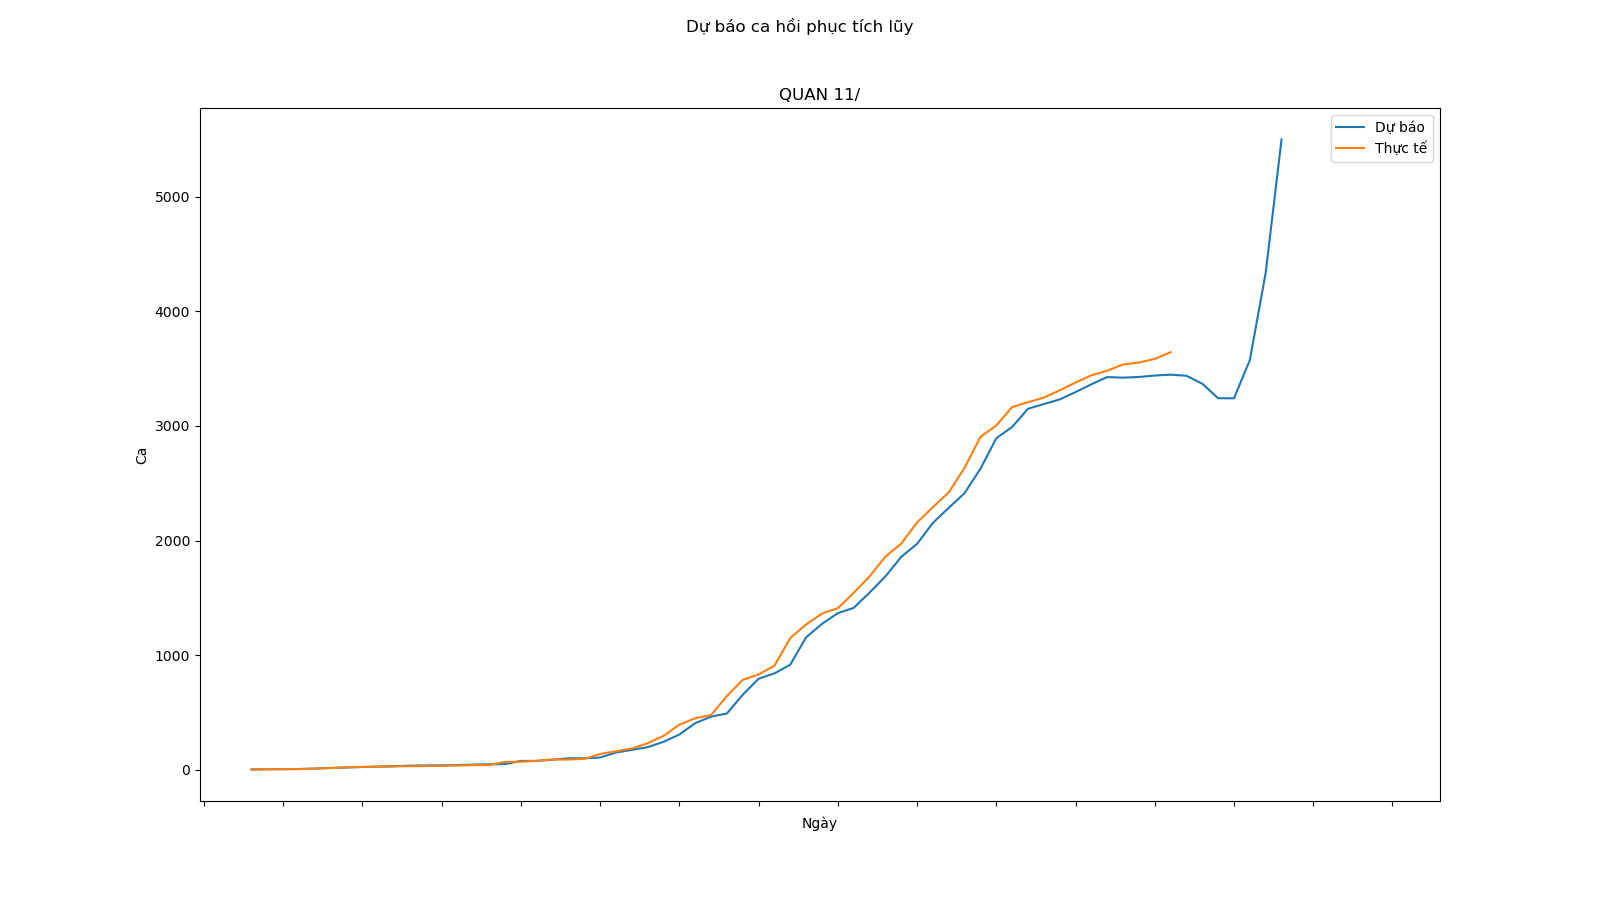 Dự báo ca hồi phục tích lũy
QUAN 11/
Dự báo
Thực tế
5000
4000
3000
2000
1000
0
Ca
Ngày